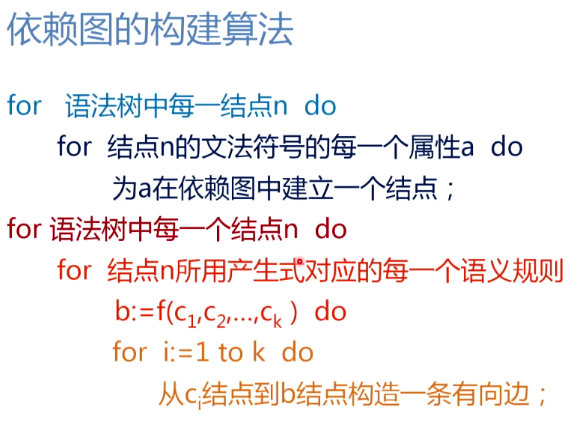 依赖图的构建算法
for 语法树中每一结点n do
for 结点n的文法符号的每一个属性a do
为a在依赖图中建立一个结点；
for 语法树中每一个结点n do
for 结点n所用产生式对应的每一个语义规则
b:=f(c₁,c₂,…,cₖ) do
for i:=1 to k do
从cᵢ结点到b结点构造一条有向边；